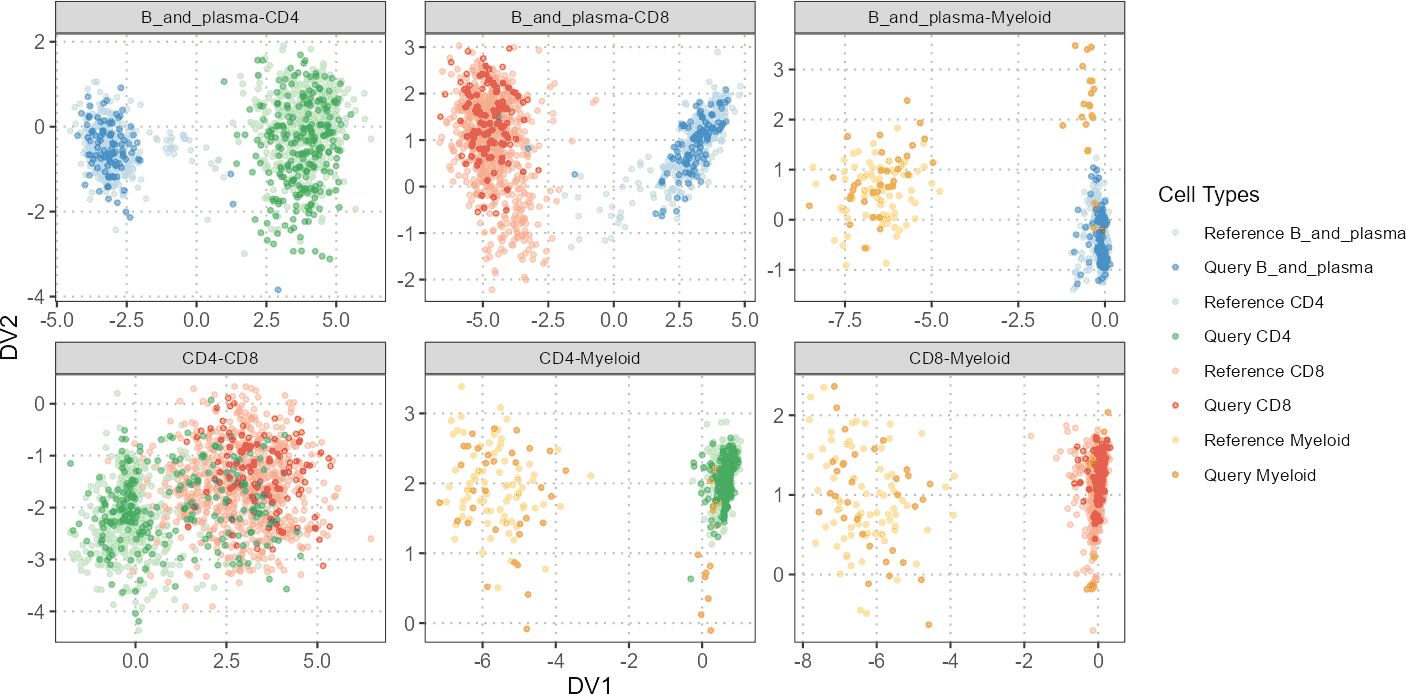 B_and_plasma-CD4
B_and_plasma-CD8
B_and_plasma-Myeloid
2
0
-2
-4
3
2
1
0
-1
-2
3
2
1
0
-1
-5.0 -2.5 0.0 2.5 5.0
-5.0 -2.5 0.0 2.5 5.0
-7.5 -5.0 -2.5 0.0
DV2
CD4-CD8
CD4-Myeloid
CD8-Myeloid
0
-1
-2
-3
-4
3
2
1
0
2
1
0
0.0 2.5 5.0
-6 -4 -2 0
-8 -6 -4 -2 0
DV1
Cell Types
Reference B_and_plasma
Query B_and_plasma
Reference CD4
Query CD4
Reference CD8
Query CD8
Reference Myeloid
Query Myeloid